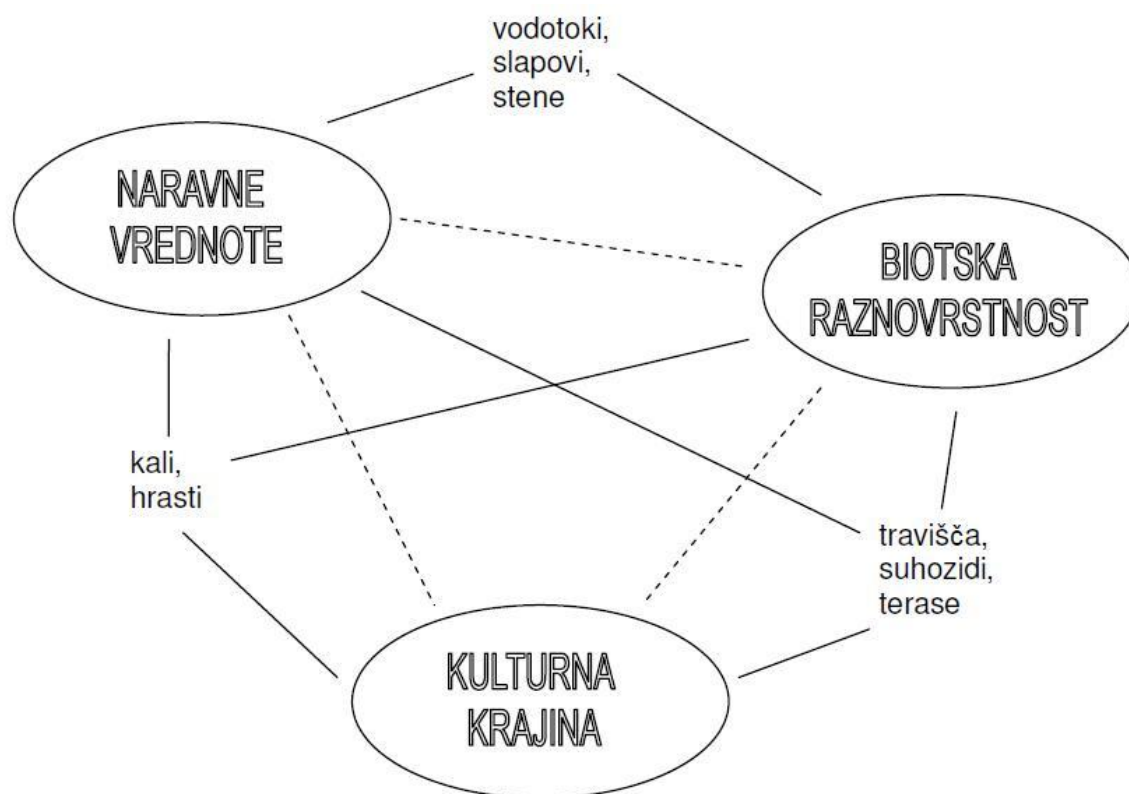 vodotoki,
slapovi,
stene
NARAVNE
VREDNOTE
BIOTSKA
RAZNOVRSTNOST
kali,
hrasti
travišča,
suhozidi,
terase
KULTURNA
KRAJINA